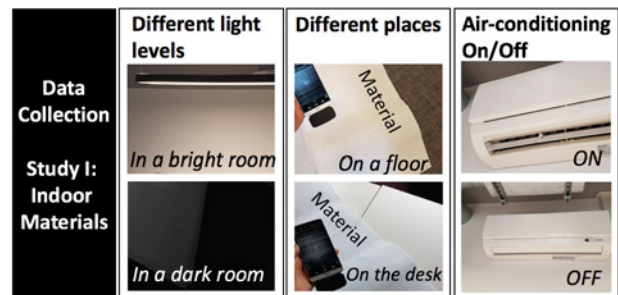 Data
Collection
Study I:
Indoor
Materials
Different light
levels
In a bright room
In a dark room
Different places
Material
On a floor
Material
On the desk
Air-conditioning
On/Off
ON
OFF